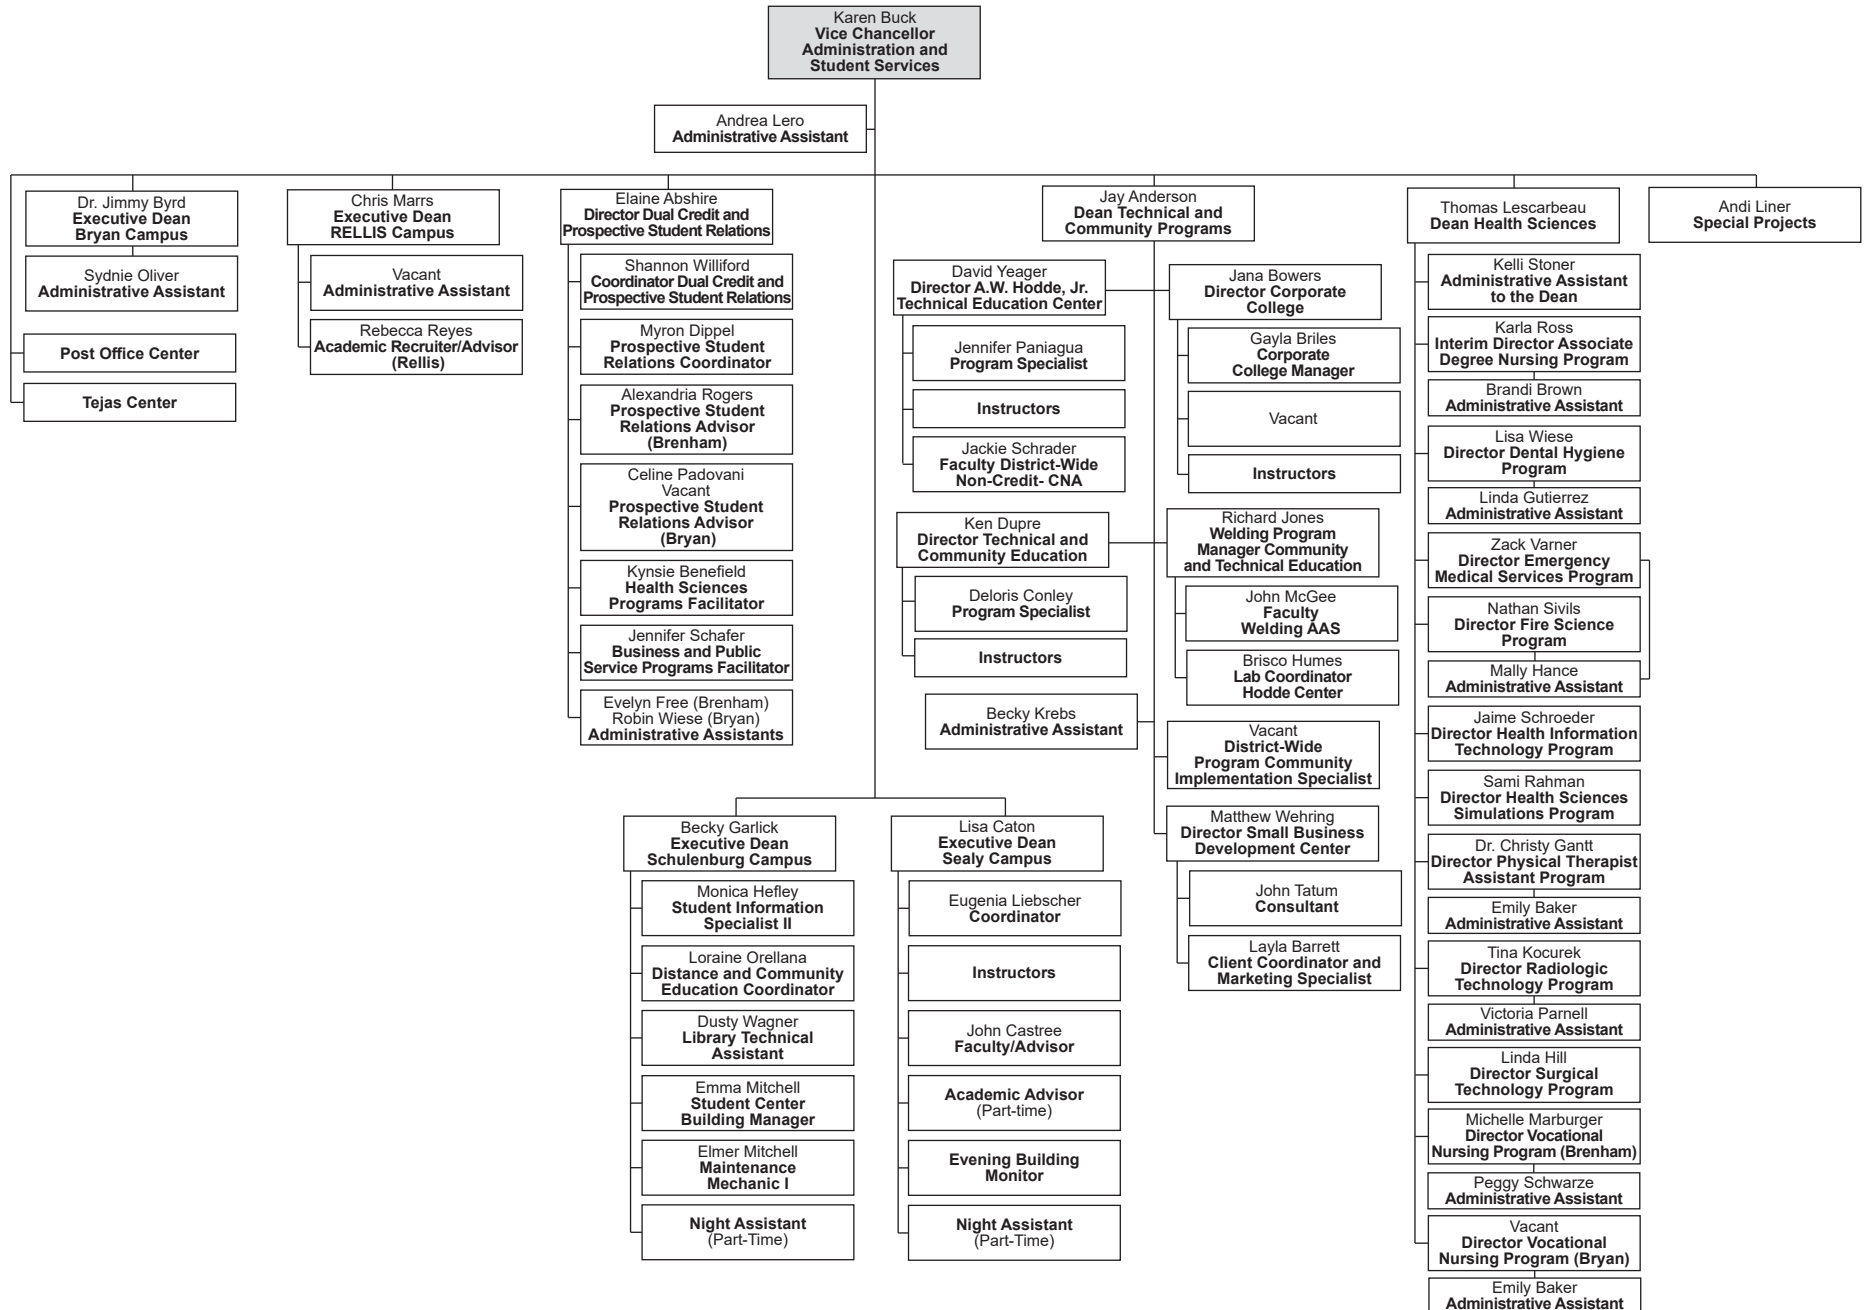 Karen Buck
Vice Chancellor
Administration and
Student Services
Andrea Lero
Administrative Assistant
Dr. Jimmy Byrd
Executive Dean
Bryan Campus
Sydnie Oliver
Administrative Assistant
Post Office Center
Tejas Center
Chris Marrs
Executive Dean
RELLIS Campus
Vacant
Administrative Assistant
Rebecca Reyes
Academic Recruiter/Advisor
(Rellis)
Elaine Abshire
Director Dual Credit and
Prospective Student Relations
Shannon Williford
Coordinator Dual Credit and
Prospective Student Relations
Myron Dippel
Prospective Student
Relations Coordinator
Alexandria Rogers
Prospective Student
Relations Advisor
(Brenham)
Celine Padovani
Vacant
Prospective Student
Relations Advisor
(Bryan)
Kynsie Benefield
Health Sciences
Programs Facilitator
Jennifer Schafer
Business and Public
Service Programs Facilitator
Evelyn Free (Brenham)
Robin Wiese (Bryan)
Administrative Assistants
Becky Garlick
Executive Dean
Schulenburg Campus
Monica Hefley
Student Information
Specialist II
Loraine Orellana
Distance and Community
Education Coordinator
Dusty Wagner
Library Technical
Assistant
Emma Mitchell
Student Center
Building Manager
Elmer Mitchell
Maintenance
Mechanic I
Night Assistant
(Part-Time)
Lisa Caton
Executive Dean
Sealy Campus
Eugenia Liebscher
Coordinator
Instructors
John Castree
Faculty/Advisor
Academic Advisor
(Part-time)
Evening Building
Monitor
Night Assistant
(Part-Time)
Jay Anderson
Dean Technical and
Community Programs
David Yeager
Director A.W. Hodde, Jr.
Technical Education Center
Jennifer Paniagua
Program Specialist
Instructors
Jackie Schrader
Faculty District-Wide
Non-Credit- CNA
Jana Bowers
Director Corporate
College
Gayla Briles
Corporate
College Manager
Vacant
Instructors
Ken Dupre
Director Technical and
Community Education
Deloris Conley
Program Specialist
Instructors
Richard Jones
Welding Program
Manager Community
and Technical Education
John McGee
Faculty
Welding AAS
Brisco Humes
Lab Coordinator
Hodde Center
Becky Krebs
Administrative Assistant
Vacant
District-Wide
Program Community
Implementation Specialist
Matthew Wehring
Director Small Business
Development Center
John Tatum
Consultant
Layla Barrett
Client Coordinator and
Marketing Specialist
Thomas Lescarbeau
Dean Health Sciences
Kelli Stoner
Administrative Assistant
to the Dean
Karla Ross
Interim Director Associate
Degree Nursing Program
Brandi Brown
Administrative Assistant
Lisa Wiese
Director Dental Hygiene
Program
Linda Gutierrez
Administrative Assistant
Zack Varner
Director Emergency
Medical Services Program
Nathan Sivils
Director Fire Science
Program
Mally Hance
Administrative Assistant
Jaime Schroeder
Director Health Information
Technology Program
Sami Rahman
Director Health Sciences
Simulations Program
Dr. Christy Gantt
Director Physical Therapist
Assistant Program
Emily Baker
Administrative Assistant
Tina Kocurek
Director Radiologic
Technology Program
Victoria Parnell
Administrative Assistant
Linda Hill
Director Surgical
Technology Program
Michelle Marburger
Director Vocational
Nursing Program (Brenham)
Peggy Schwarze
Administrative Assistant
Vacant
Director Vocational
Nursing Program (Bryan)
Emily Baker
Administrative Assistant
Andi Liner
Special Projects